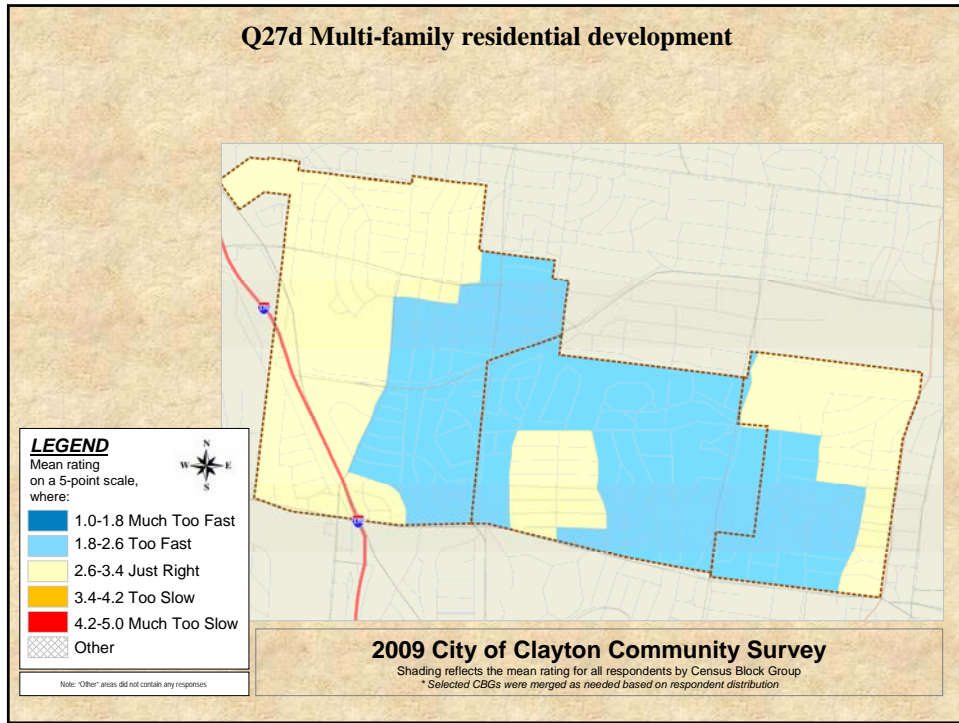 Q27d Multi-family residential development
LEGEND
Mean rating
on a 5-point scale,
where:
N
W E
S
1.0-1.8 Much Too Fast
1.8-2.6 Too Fast
2.6-3.4 Just Right
3.4-4.2 Too Slow
4.2-5.0 Much Too Slow
Other
Note: "Other" areas did not contain any responses
2009 City of Clayton Community Survey
Shading reflects the mean rating for all respondents by Census Block Group
* Selected CBGs were merged as needed based on respondent distribution